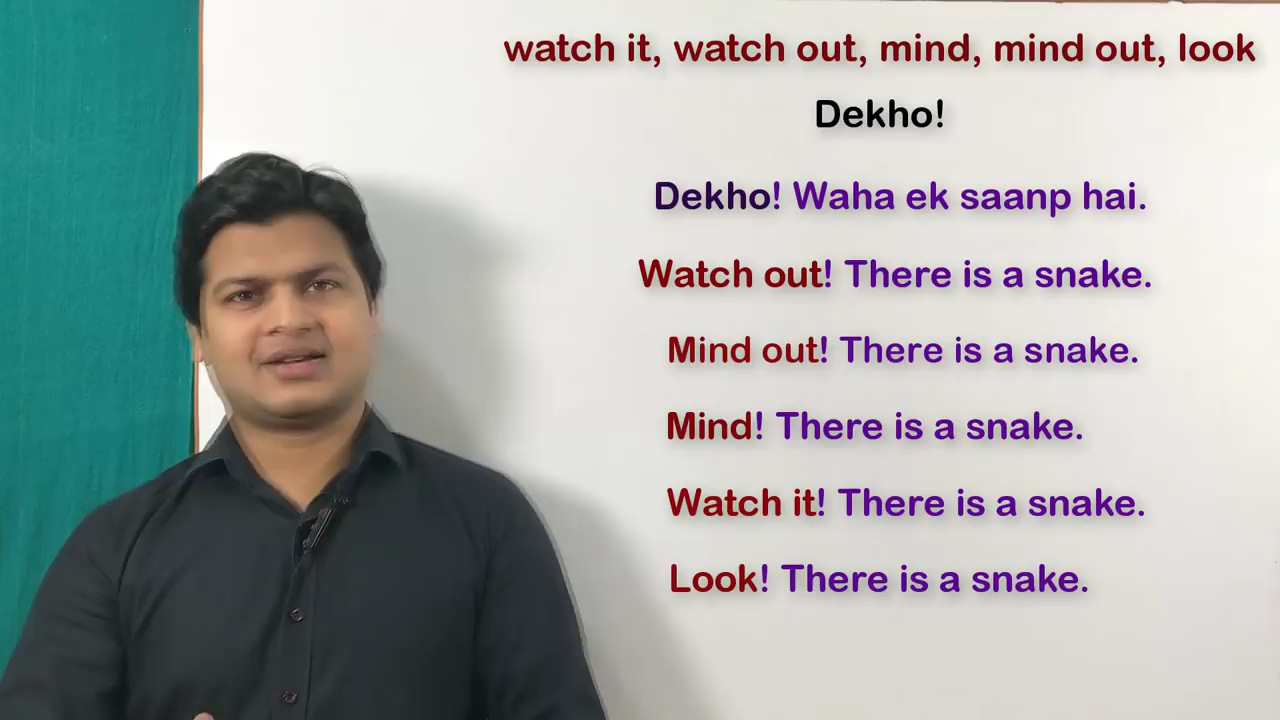 watch it, watch out, mind, mind out, look
Dekho!
Dekho! Waha ek saanp hai.
Watch out! There is a snake.
Mind out! There is a snake.
Mind! There is a snake.
Watch it! There is a snake.
Look! There is a snake.